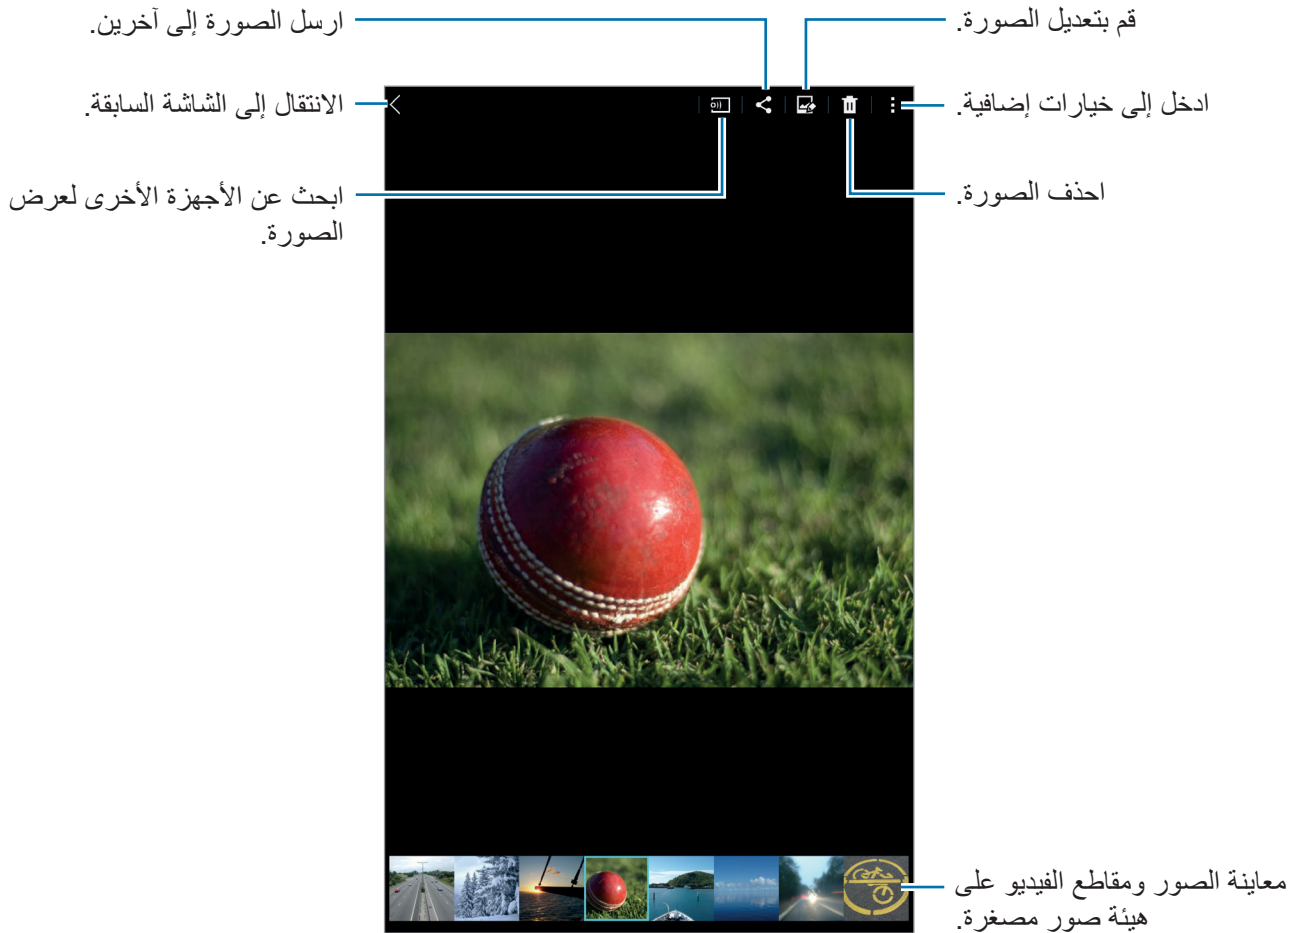 قم بتعديل الصورة.
ارسل الصورة إلى آخرين.
ادخل إلى خيارات إضافية.
الانتقال إلى الشاشة السابقة.
احذف الصورة.
ابحث عن الأجهزة الأخرى لعرض
الصورة.
معاينة الصور ومقاطع الفيديو على
هيئة صور مصغرة.